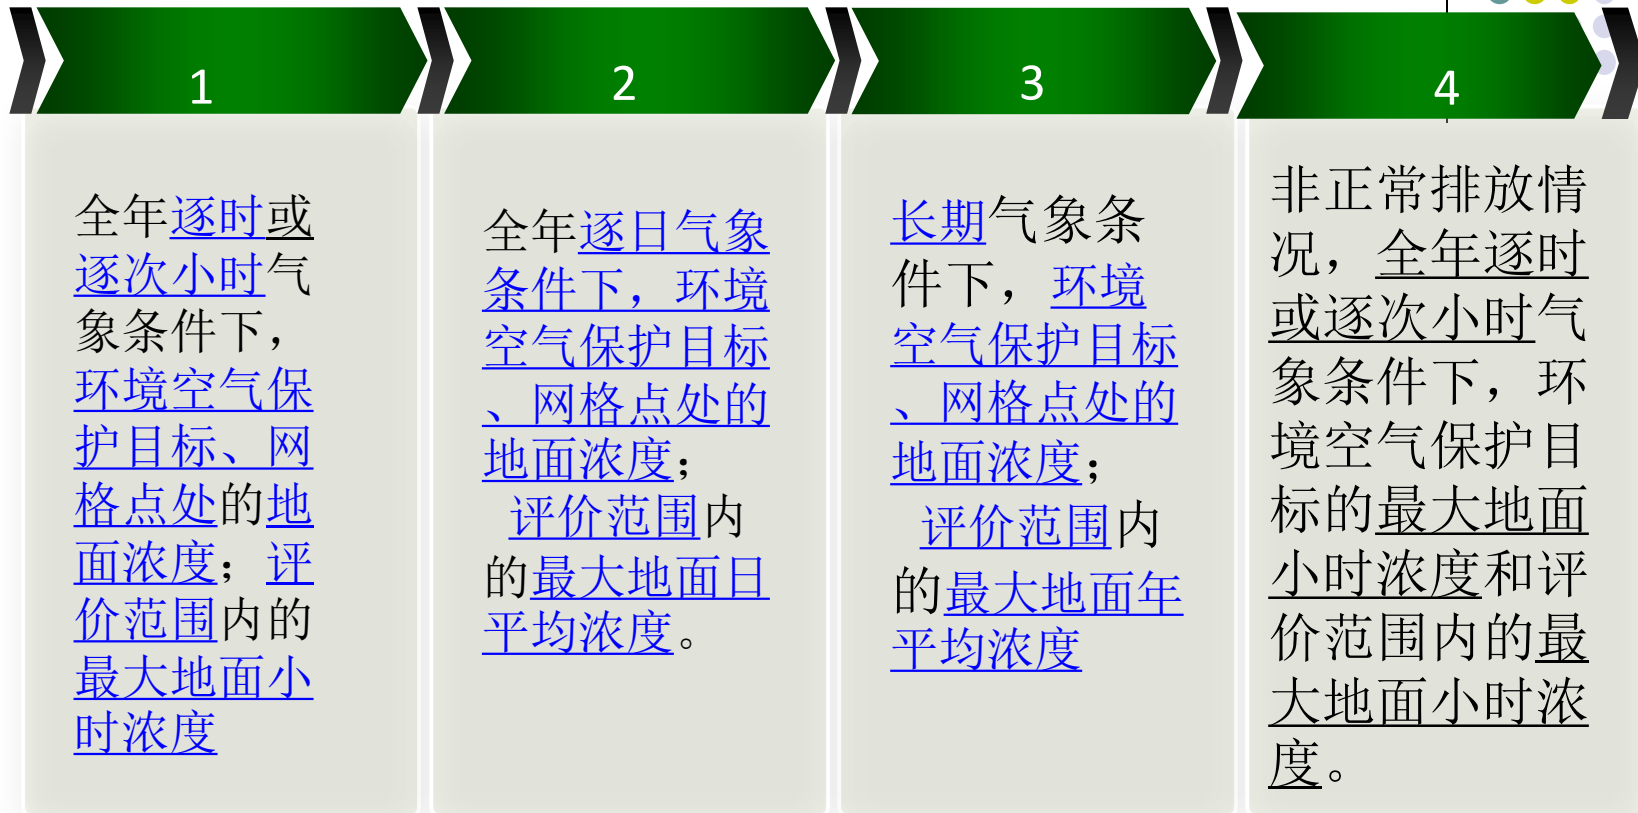 1
全年逐时或
逐次小时气
象条件下，
环境空气保
护目标、网
格点处的地
面浓度；评
价范围内的
最大地面小
时浓度
2
全年逐日气象
条件下，环境
空气保护目标
、网格点处的
地面浓度；
评价范围内
的最大地面日
平均浓度。
3
长期气象条
件下，环境
空气保护目标
、网格点处的
地面浓度；
评价范围内
的最大地面年
平均浓度
4
非正常排放情
况，全年逐时
或逐次小时气
象条件下，环
境空气保护目
标的最大地面
小时浓度和评
价范围内的最
大地面小时浓
度。